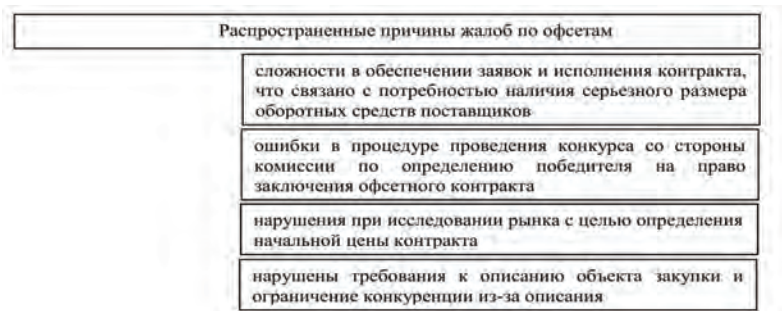 Распространенные причины жалоб по офсетам
сложности в обеспечении заявок и исполнения контракта,
что связано с потребностью наличия серьезного размера
оборотных средств поставщиков
ошибки в процедуре проведения конкурса со стороны
комиссии по определению победителя на право
заключения офсетного контракта
нарушения при исследовании рынка с целью определения
начальной цены контракта
нарушены требования к описанию объекта закупки и
ограничение конкуренции из-за описания